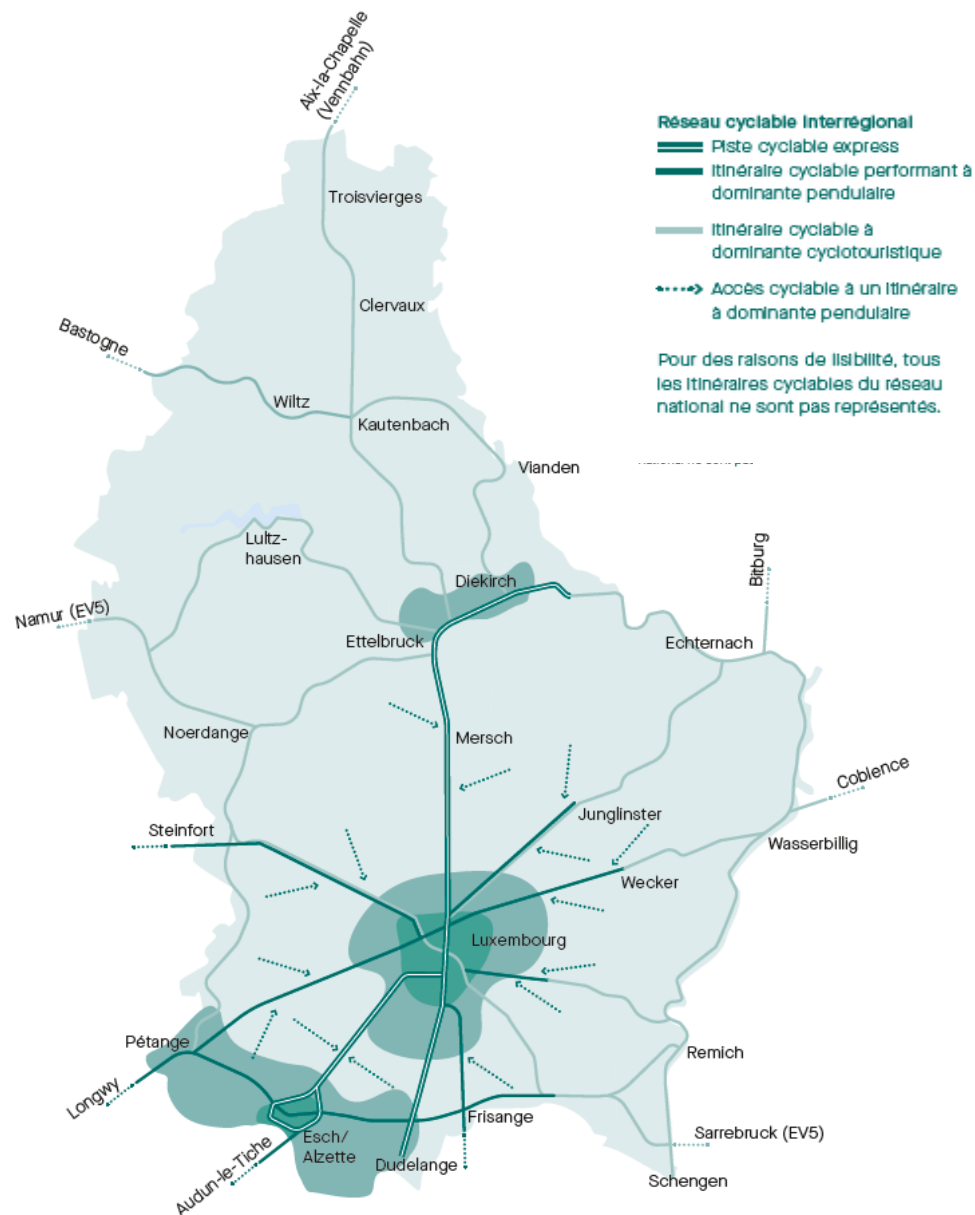 Aix-la-Chapelle
(Vennbahn)
Réseau cyclable interrégional
Piste cyclable express
Itinéraire cyclable performant à
dominante pendulaire
Itinéraire cyclable à
dominante cyclotouristique
Accès cyclable à un itinéraire
à dominante pendulaire
Pour des raisons de lisibilité, tous
les itinéraires cyclables du réseau
national ne sont pas représentés.
Troisvierges
Clervaux
Bastogne
Wiltz
Kautenbach
Vianden
Lultz-
hausen
Diekirch
Bitburg
Namur (EV5)
Ettelbruck
Echternach
Noerdange
Mersch
Coblence
Junglinster
Steinfort
Wasserbillig
Wecker
Luxembourg
Pétange
Remich
Longwy
Frisange
Esch/
Alzette
Sarrebruck (EV5)
Audun-le-Tiche
Dudelange
Schengen